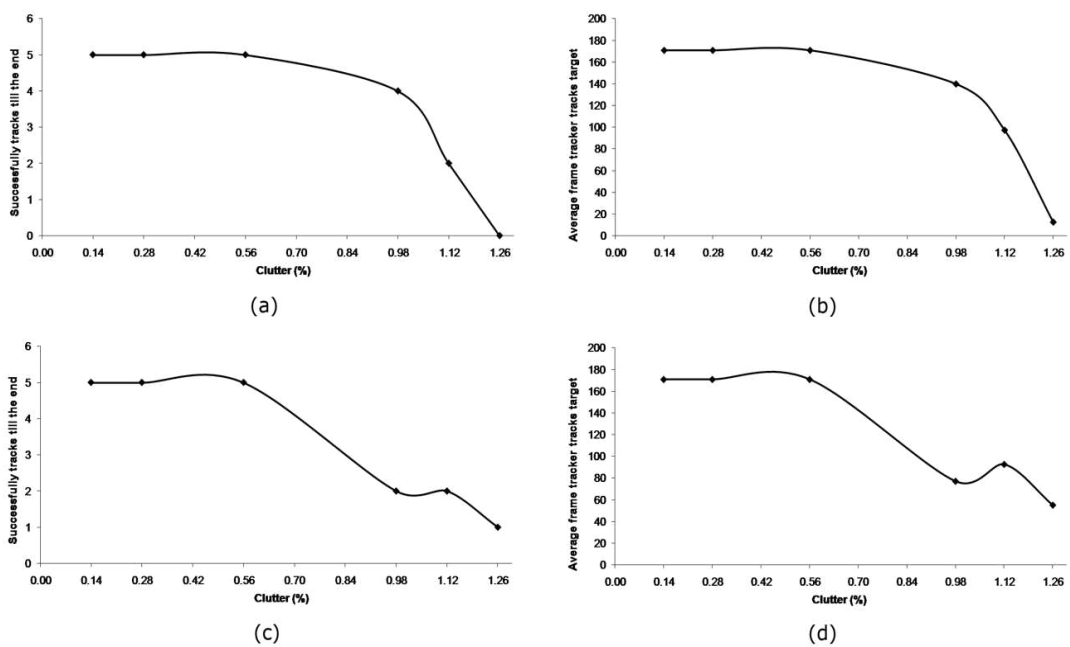 6
5
4
3
2
1
0
Successfully tracks till the end
0.00 0.14 0.28 0.42 0.56 0.70 0.84 0.98 1.12 1.26
Clutter (%)
(a)
200
180
160
140
120
100
80
60
40
20
0
Average frame tracker tracks target
0.00 0.14 0.28 0.42 0.56 0.70 0.84 0.98 1.12 1.26
Clutter (%)
(b)
6
5
4
3
2
1
0
Successfully tracks till the end
0.00 0.14 0.28 0.42 0.56 0.70 0.84 0.98 1.12 1.26
Clutter (%)
(c)
200
180
160
140
120
100
80
60
40
20
0
Average frame tracker tracks target
0.00 0.14 0.28 0.42 0.56 0.70 0.84 0.98 1.12 1.26
Clutter (%)
(d)